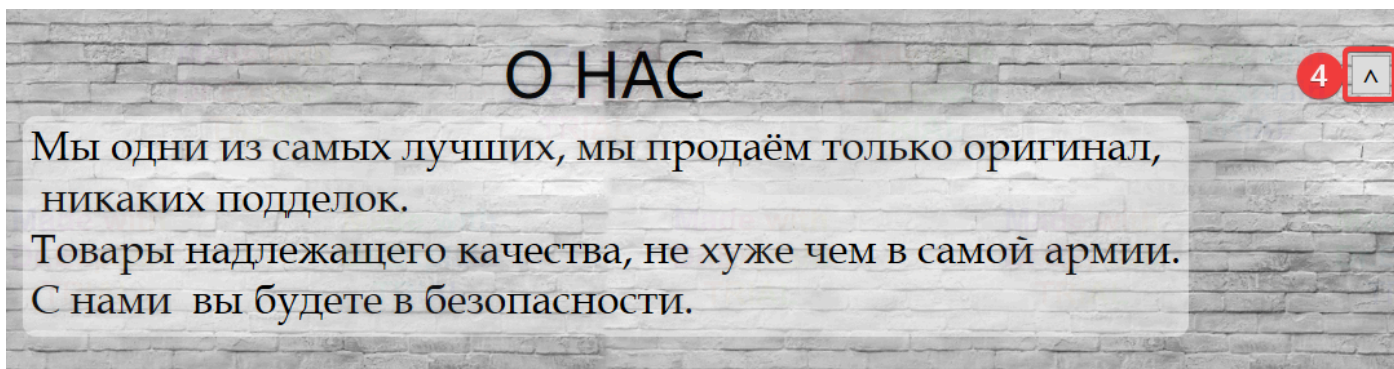 О НАС
4
^
Мы одни из самых лучших, мы продаём только оригинал,
никаких подделок.
Товары надлежащего качества, не хуже чем в самой армии.
С нами вы будете в безопасности.